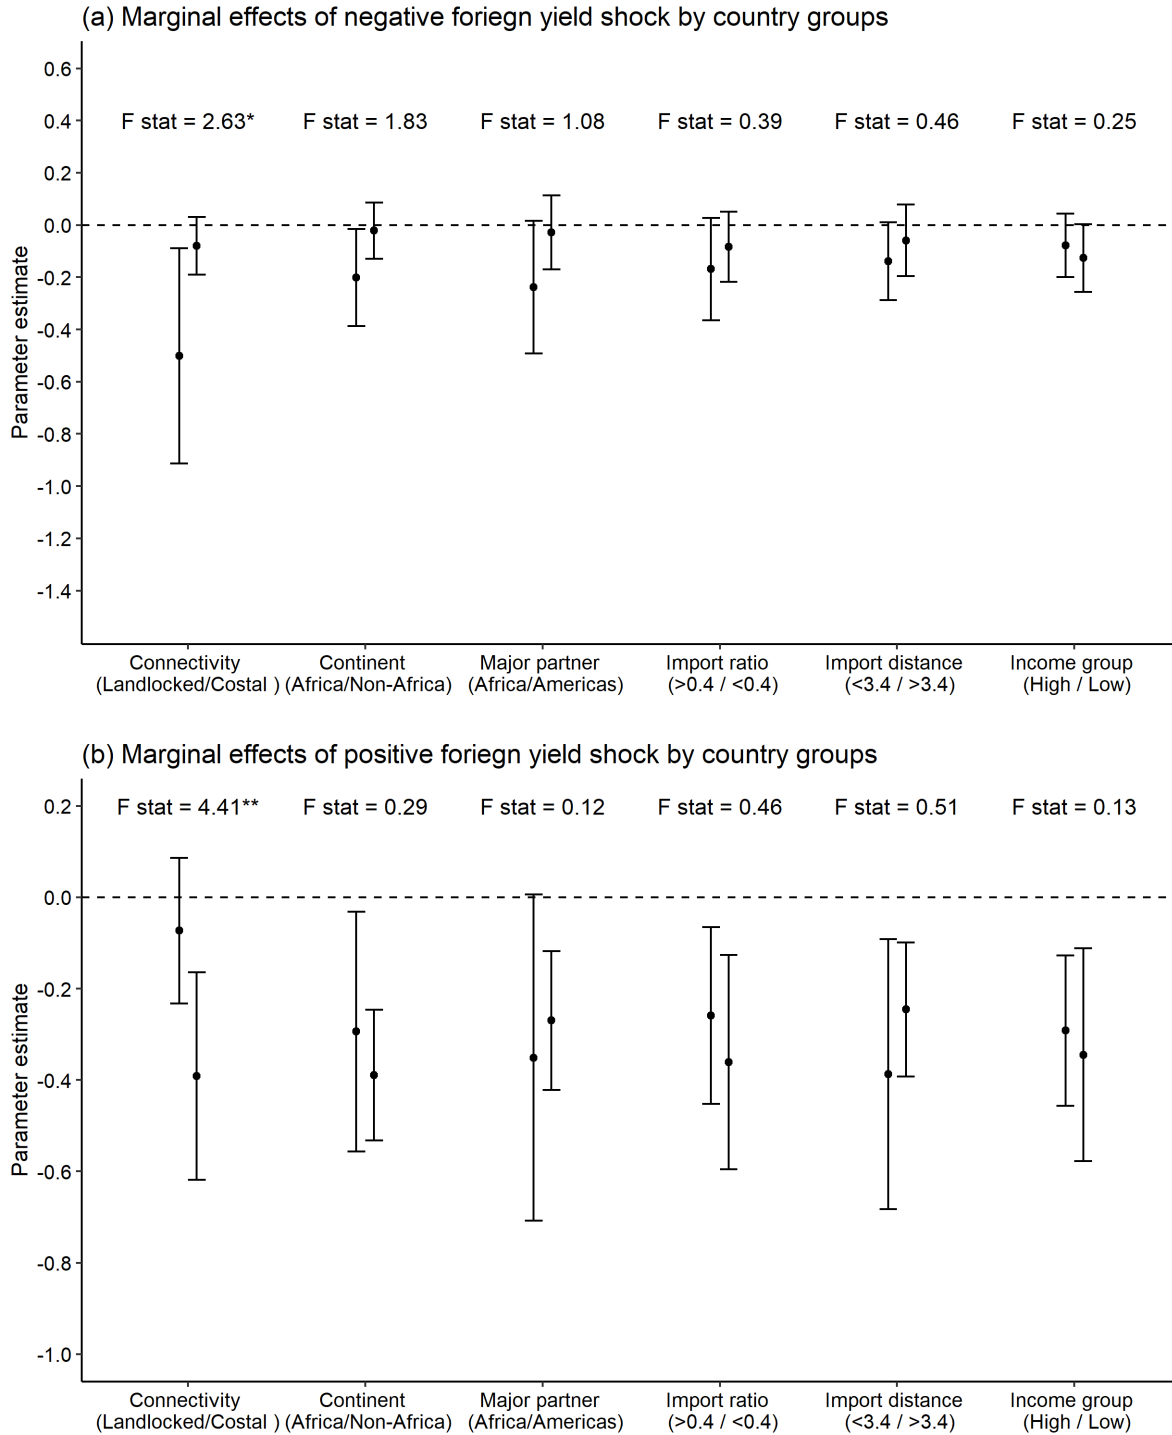 (a) Marginal effects of negative foriegn yield shock by country groups
0.6
0.4
0.2
0.0
-0.2
-0.4
-0.6
-0.8
-1.0
-1.2
-1.4
Parameter estimate
F stat = 2.63*
F stat = 1.83
F stat = 1.08
F stat = 0.39
F stat = 0.46
F stat = 0.25
Connectivity
(Landlocked/Costal )
Continent
(Africa/Non-Africa)
Major partner
(Africa/Americas)
Import ratio
(>0.4 / <0.4)
Import distance
(<3.4 / >3.4)
Income group
(High / Low)
(b) Marginal effects of positive foriegn yield shock by country groups
0.2
0.0
-0.2
-0.4
-0.6
-0.8
-1.0
Parameter estimate
F stat = 4.41**
F stat = 0.29
F stat = 0.12
F stat = 0.46
F stat = 0.51
F stat = 0.13
Connectivity
(Landlocked/Costal )
Continent
(Africa/Non-Africa)
Major partner
(Africa/Americas)
Import ratio
(>0.4 / <0.4)
Import distance
(<3.4 / >3.4)
Income group
(High / Low)